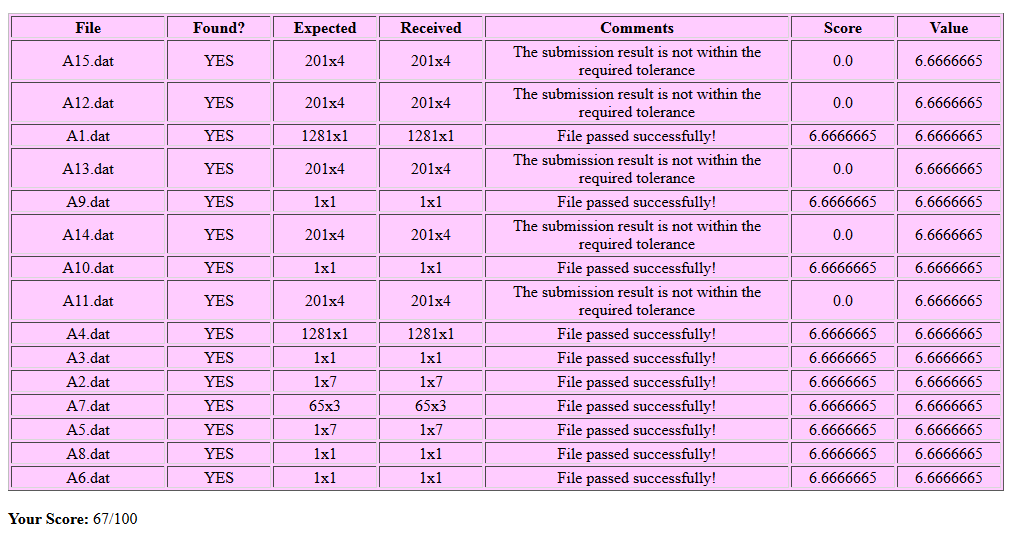 File Found? Expected Received Comments Score Value
A15.dat YES 201x4 201x4 The submission result is not within the required tolerance 0.0 6.6666665
A12.dat YES 201x4 201x4 The submission result is not within the required tolerance 0.0 6.6666665
A1.dat YES 1281x1 1281x1 File passed successfully! 6.6666665 6.6666665
A13.dat YES 201x4 201x4 The submission result is not within the required tolerance 0.0 6.6666665
A9.dat YES 1x1 1x1 File passed successfully! 6.6666665 6.6666665
A14.dat YES 201x4 201x4 The submission result is not within the required tolerance 0.0 6.6666665
A10.dat YES 1x1 1x1 File passed successfully! 6.6666665 6.6666665
A11.dat YES 201x4 201x4 The submission result is not within the required tolerance 0.0 6.6666665
A4.dat YES 1281x1 1281x1 File passed successfully! 6.6666665 6.6666665
A3.dat YES 1x1 1x1 File passed successfully! 6.6666665 6.6666665
A2.dat YES 1x7 1x7 File passed successfully! 6.6666665 6.6666665
A7.dat YES 65x3 65x3 File passed successfully! 6.6666665 6.6666665
A5.dat YES 1x7 1x7 File passed successfully! 6.6666665 6.6666665
A8.dat YES 1x1 1x1 File passed successfully! 6.6666665 6.6666665
A6.dat YES 1x1 1x1 File passed successfully! 6.6666665 6.6666665
Your Score: 67/100